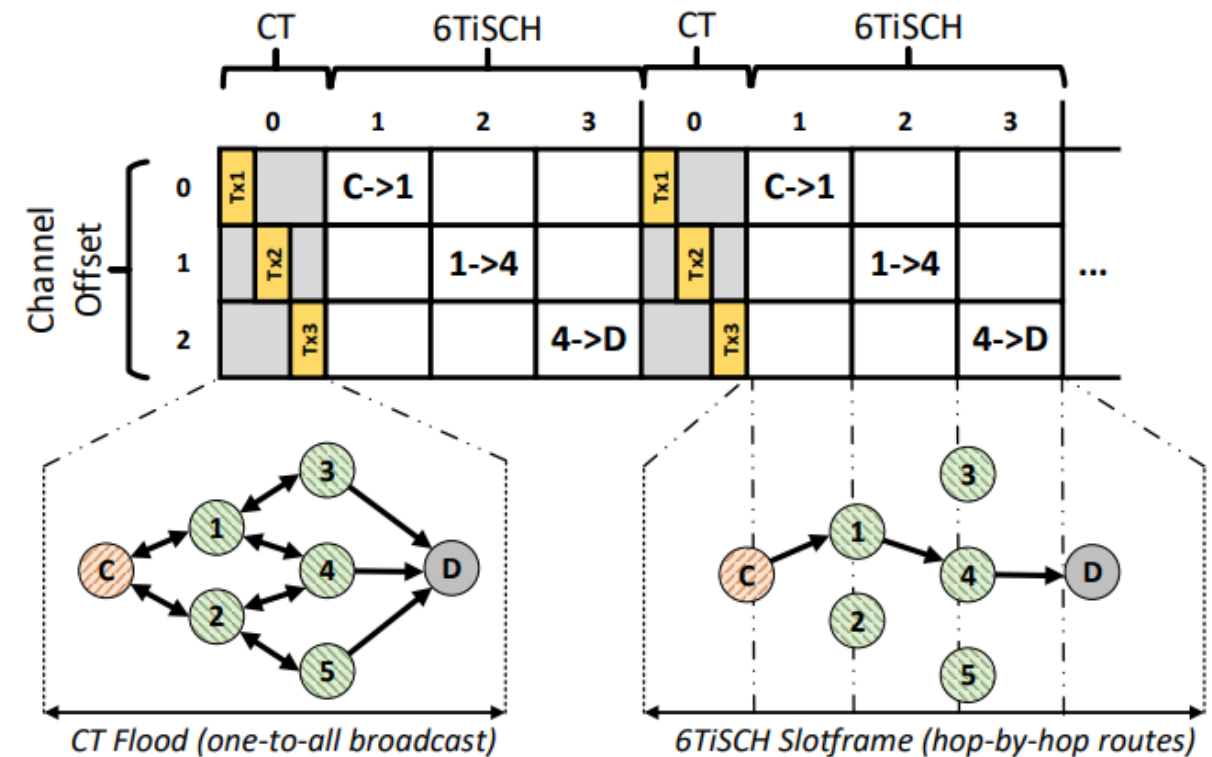 CT 6TiSCH CT 6TiSCH
0 1 2 3 0 1 2 3
Channel Offset
0 Tx1 C->1 Tx1 C->1
1 Tx2 1->4 Tx2 1->4 ...
2 Tx3 4->D Tx3 4->D
3 3
1 1
C 4 D C 4 D
2 2
5 5
CT Flood (one-to-all broadcast) 6TiSCH Slotframe (hop-by-hop routes)